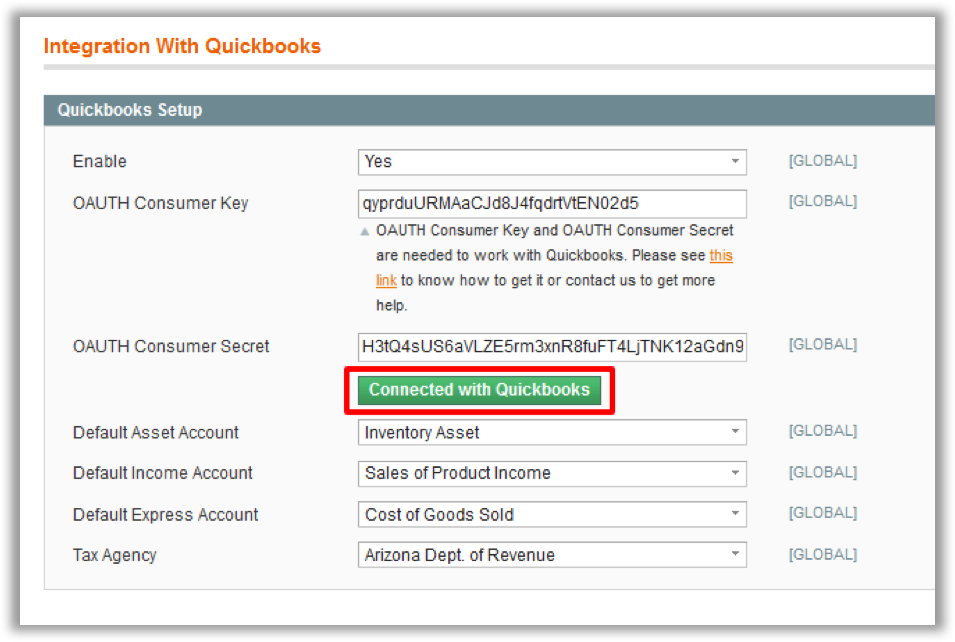 Integration With Quickbooks
Quickbooks Setup
Enable Yes [GLOBAL]
OAUTH Consumer Key qyprduURMAaCJd8J4fqdrtVtEN02d5 [GLOBAL]
OAUTH Consumer Key and OAUTH Consumer Secret
are needed to work with Quickbooks. Please see this
link to know how to get it or contact us to get more
help.
OAUTH Consumer Secret H3tQ4sUS6aVLZE5rm3xnR8fuFT4LjTNK12aGdn9 [GLOBAL]
Connected with Quickbooks
Default Asset Account Inventory Asset [GLOBAL]
Default Income Account Sales of Product Income [GLOBAL]
Default Express Account Cost of Goods Sold [GLOBAL]
Tax Agency Arizona Dept. of Revenue [GLOBAL]